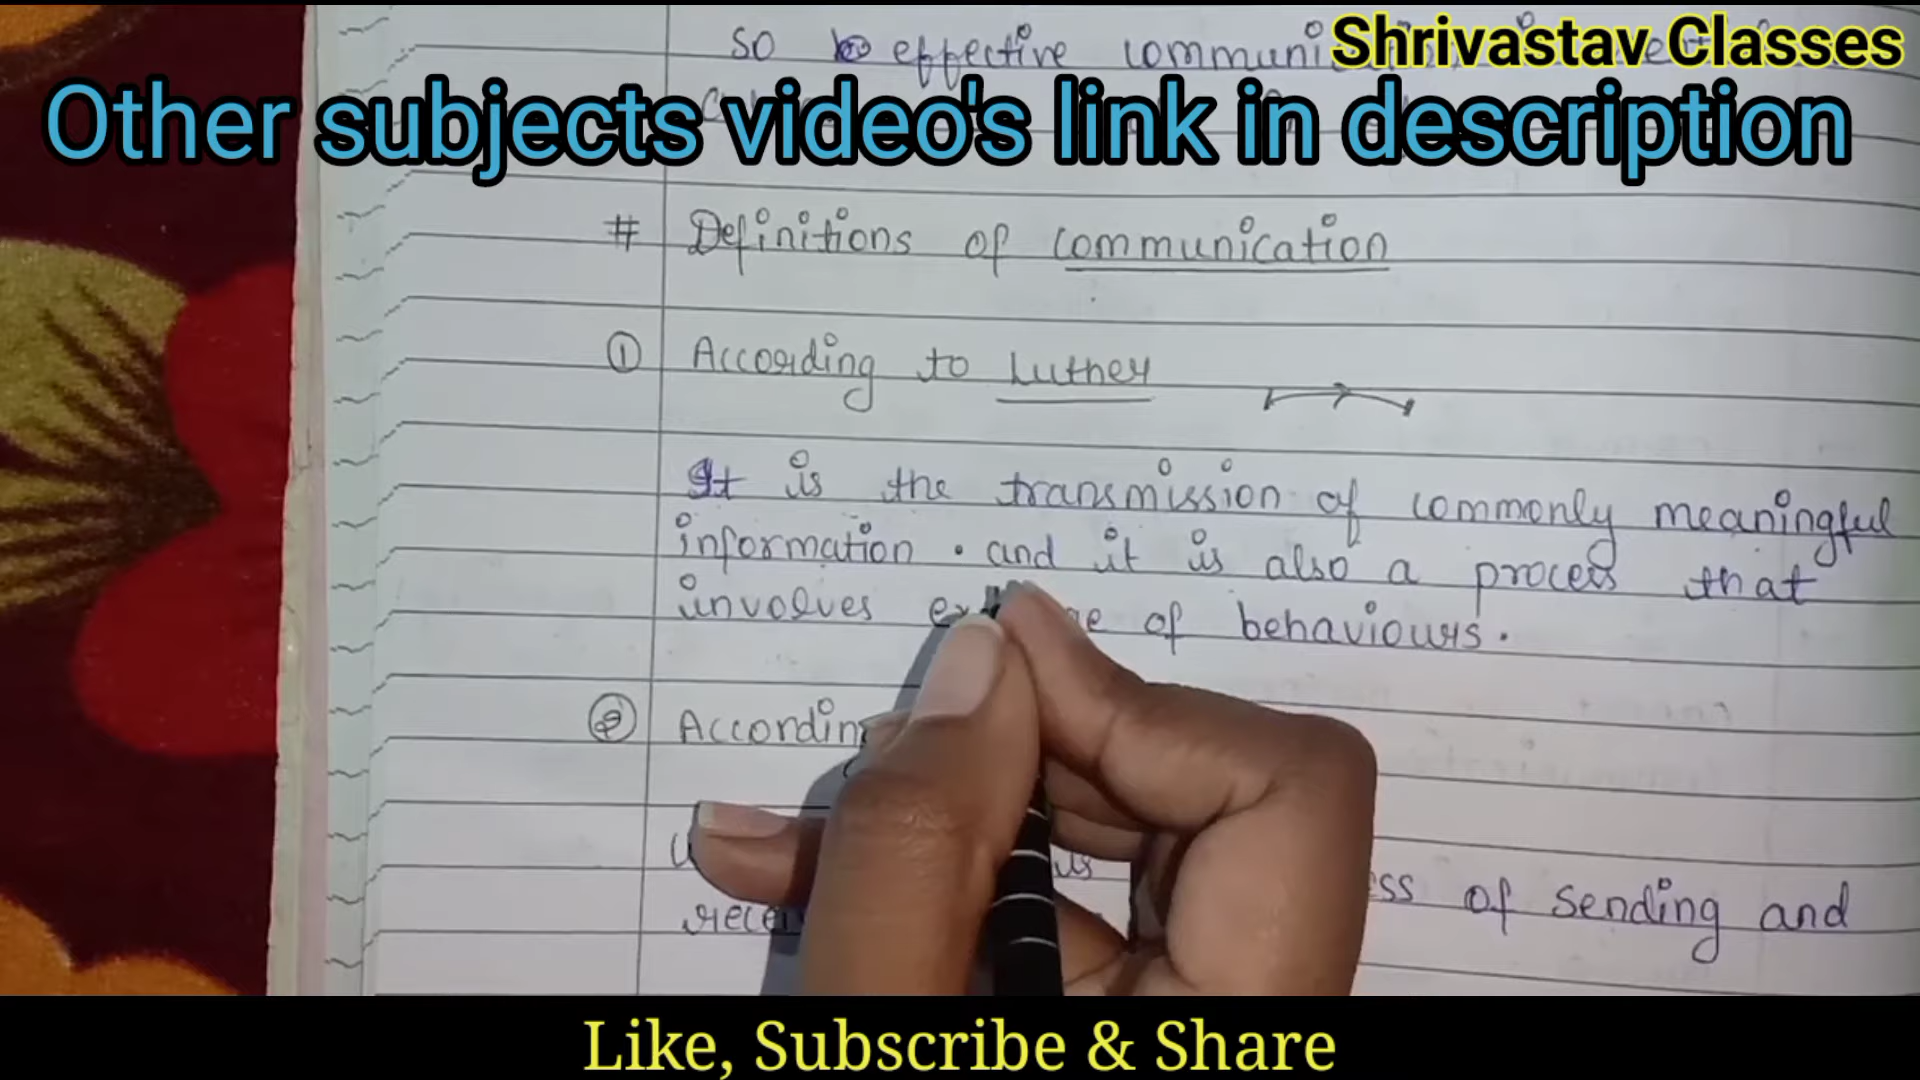 so effective communi
Shrivastav Classes
Other subjects video's link in description
# Definitions of communication
① According to Luther
It is the transmission of commonly meaningful
information . and it is also a process that
involves of behaviours.
② According
is of sending and
Like, Subscribe & Share